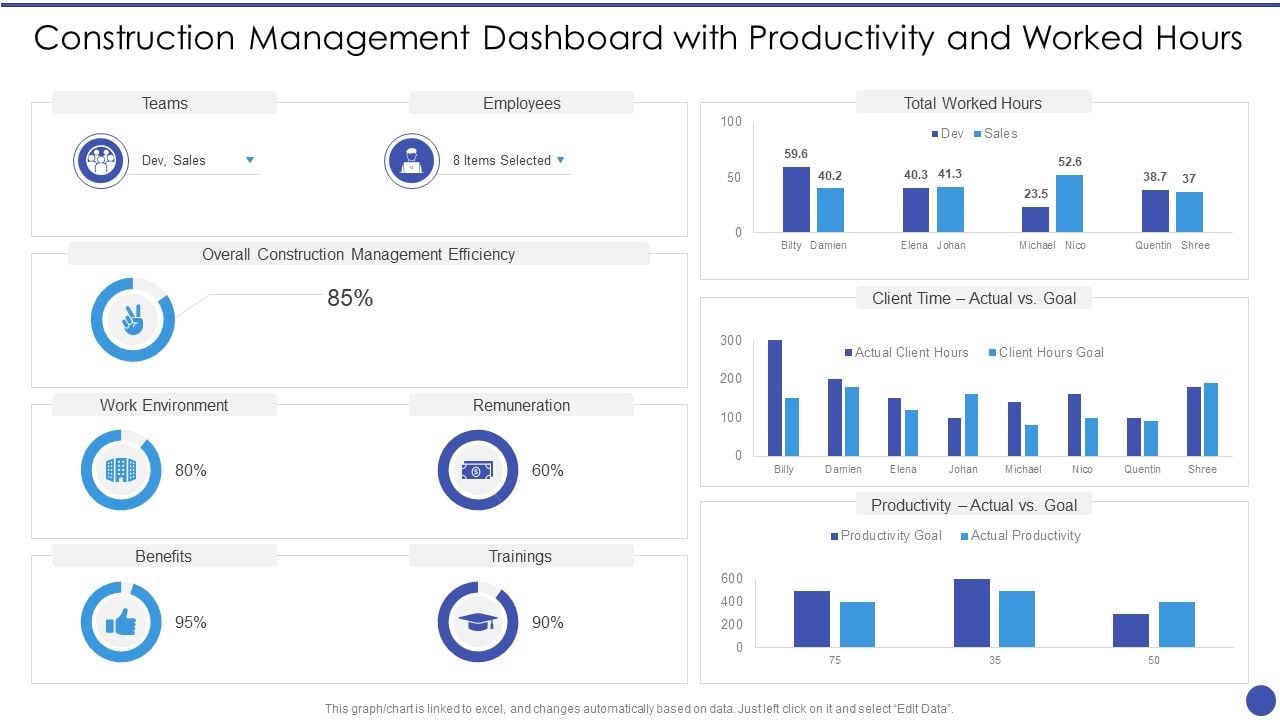 Construction Management Dashboard with Productivity and Worked Hours
Teams
Employees
Dev, Sales
8 Items Selected
Overall Construction Management Efficiency
85%
Work Environment
Remuneration
80%
60%
Benefits
Trainings
95%
90%
Total Worked Hours
Dev Sales
100
50
0
59.6 40.2 40.3 41.3 23.5 52.6 38.7 37
Bilty Damien Elena Johan Michael Nico Quentin Shree
Client Time – Actual vs. Goal
Actual Client Hours Client Hours Goal
300
200
100
0
Billy Damien Elena Johan Michael Nico Quentin Shree
Productivity – Actual vs. Goal
Productivity Goal Actual Productivity
600
400
200
0
75 35 50
This graph/chart is linked to excel, and changes automatically based on data. Just left click on it and select “Edit Data”.